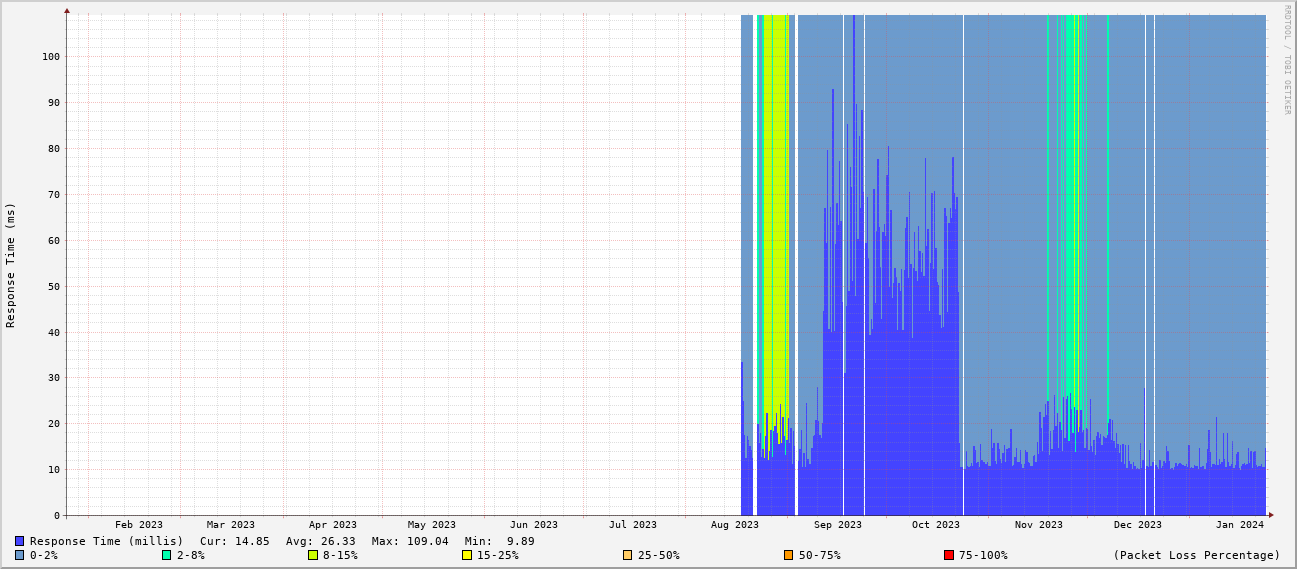 RRDTOOL / TOBI OETIKER
Response Time (ms)
100
90
80
70
60
50
40
30
20
10
0
Feb 2023 Mar 2023 Apr 2023 May 2023 Jun 2023 Jul 2023 Aug 2023 Sep 2023 Oct 2023 Nov 2023 Dec 2023 Jan 2024
Response Time (millis) Cur: 14.85 Avg: 26.33 Max: 109.04 Min: 9.89
0-2% 2-8% 8-15% 15-25% 25-50% 50-75% 75-100% (Packet Loss Percentage)